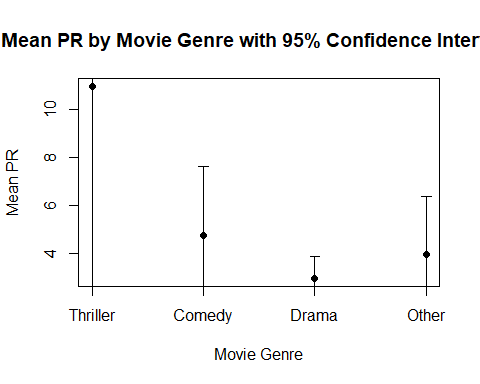 Mean PR by Movie Genre with 95% Confidence Inter
10
8
6
4
Mean PR
Thriller Comedy Drama Other
Movie Genre